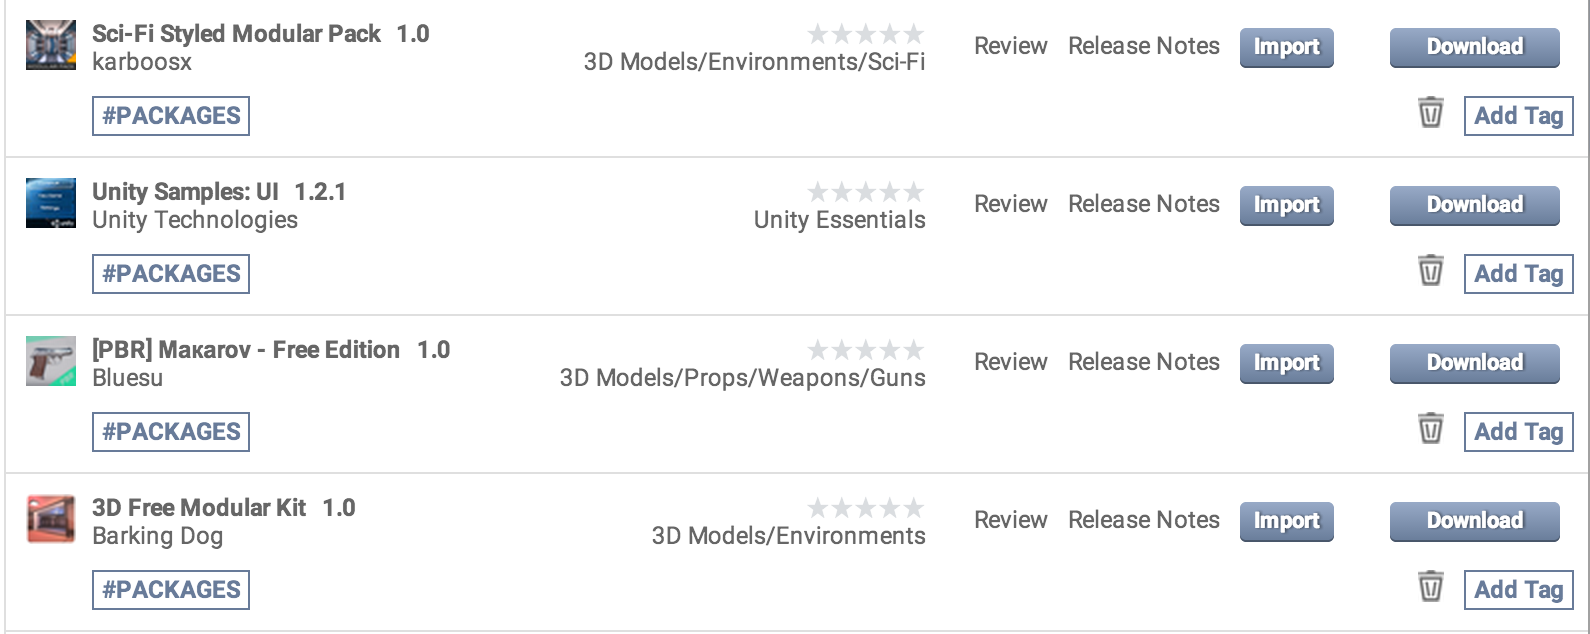 Sci-Fi Styled Modular Pack 1.0
karboosx
3D Models/Environments/Sci-Fi
Review Release Notes Import Download
#PACKAGES
Add Tag
Unity Samples: UI 1.2.1
Unity Technologies
Unity Essentials
Review Release Notes Import Download
#PACKAGES
Add Tag
[PBR] Maкarov - Free Edition 1.0
Bluesu
3D Models/Props/Weapons/Guns
Review Release Notes Import Download
#PACKAGES
Add Tag
3D Free Modular Kit 1.0
Barking Dog
3D Models/Environments
Review Release Notes Import Download
#PACKAGES
Add Tag